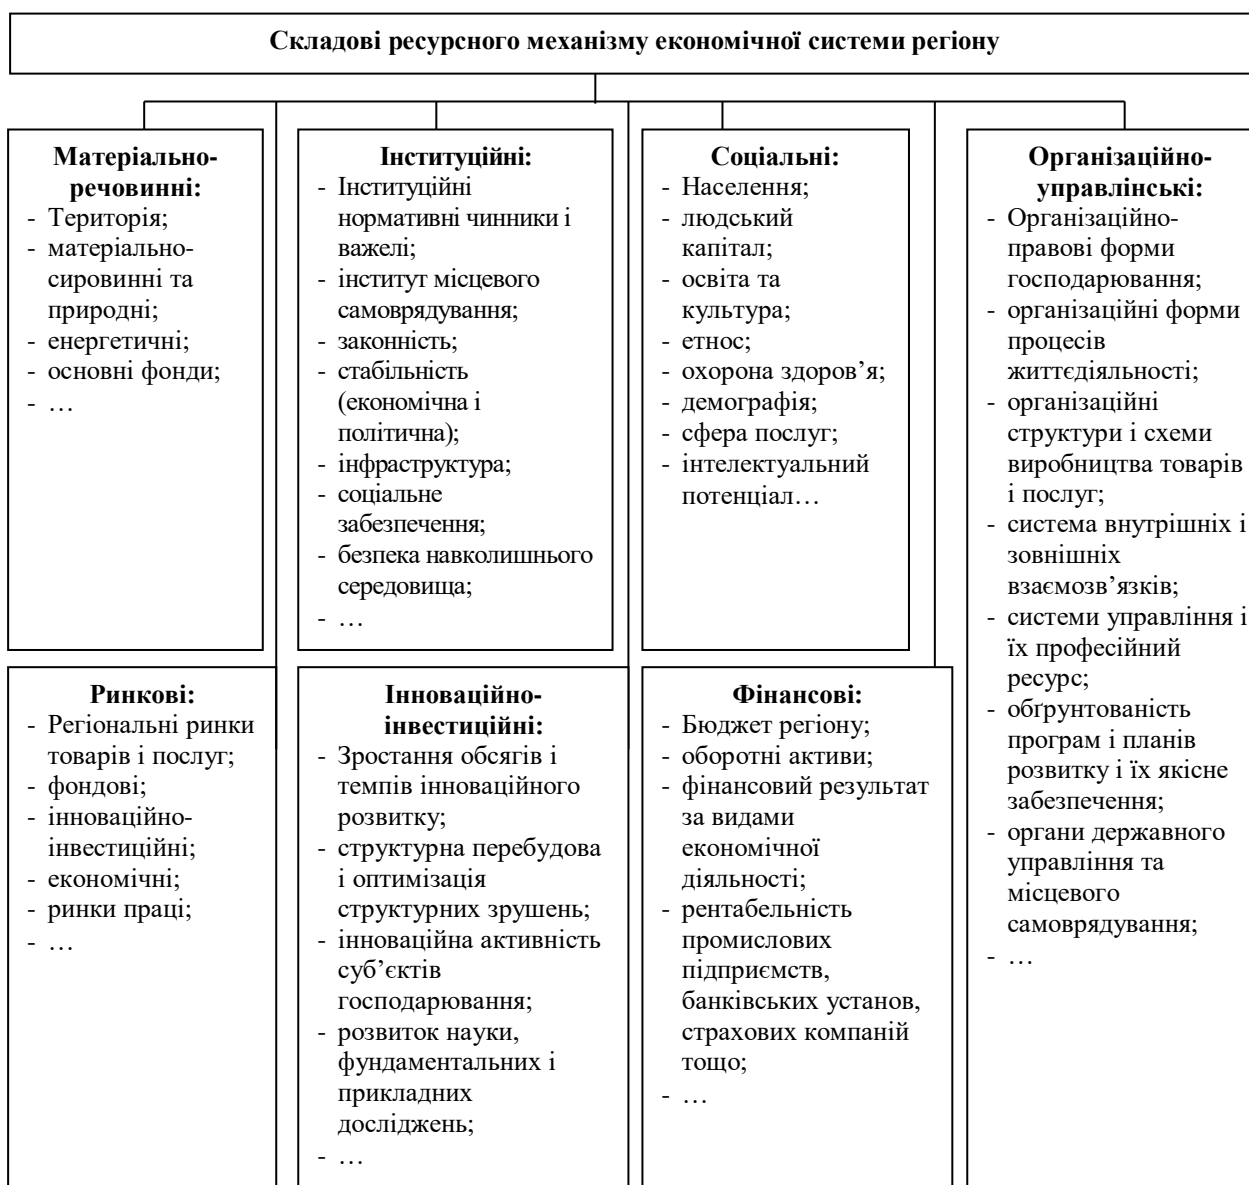 Складові ресурсного механізму економічної системи регіону
Матеріально-
речовинні:
- Територія;
- матеріально-
сировинні та
природні;
- енергетичні;
- основні фонди;
- …
Інституційні:
- Інституційні
нормативні чинники і
важелі;
- інститут місцевого
самоврядування;
- законність;
- стабільність
(економічна і
політична);
- інфраструктура;
- соціальне
забезпечення;
- безпека навколишнього
середовища;
- …
Соціальні:
- Населення;
- людський
капітал;
- освіта та
культура;
- етнос;
- охорона здоров’я;
- демографія;
- сфера послуг;
- інтелектуальний
потенціал…
Організаційно-
управлінські:
- Організаційно-
правові форми
господарювання;
- організаційні форми
процесів
життєдіяльності;
- організаційні
структури і схеми
виробництва товарів
і послуг;
- система внутрішніх і
зовнішніх
взаємозв’язків;
- системи управління і
їх професійний
ресурс;
- обґрунтованість
програм і планів
розвитку і їх якісне
забезпечення;
- органи державного
управління та
місцевого
самоврядування;
- …
Ринкові:
- Регіональні ринки
товарів і послуг;
- фондові;
- інноваційно-
інвестиційні;
- економічні;
- ринки праці;
- …
Інноваційно-
інвестиційні:
- Зростання обсягів і
темпів інноваційного
розвитку;
- структурна перебудова
і оптимізація
структурних зрушень;
- інноваційна активність
суб’єктів
господарювання;
- розвиток науки,
фундаментальних і
прикладних
досліджень;
- …
Фінансові:
- Бюджет регіону;
- оборотні активи;
- фінансовий результат
за видами
економічної
діяльності;
- рентабельність
промислових
підприємств,
банківських установ,
страхових компаній
тощо;
- …